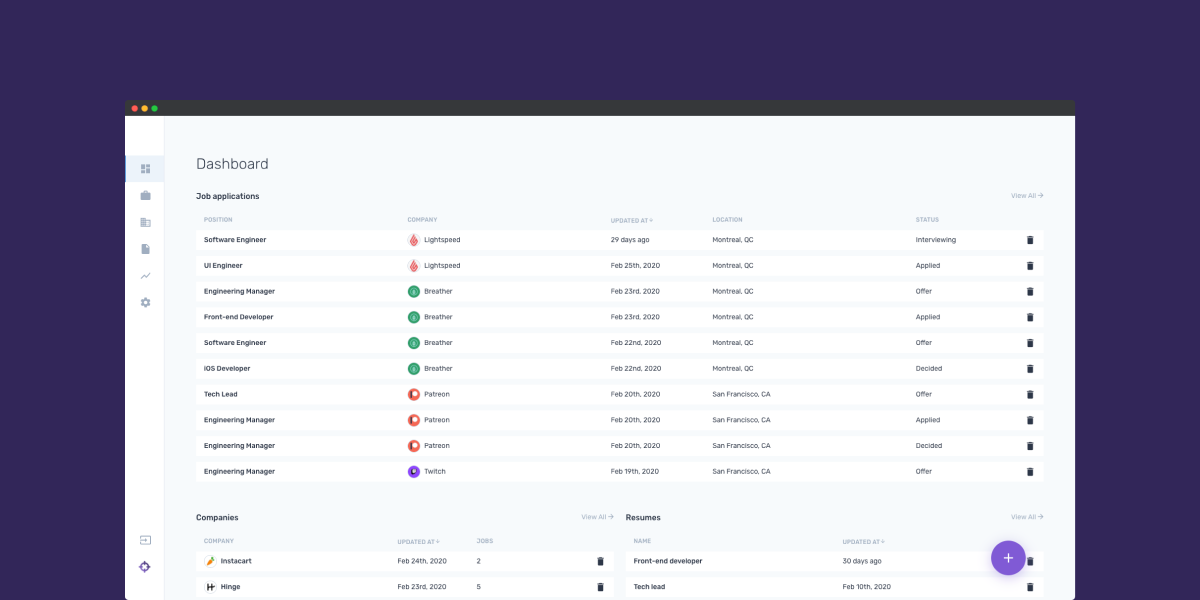 Dashboard
Job applications View All →
POSITION COMPANY UPDATED AT LOCATION STATUS
Software Engineer Lightspeed 29 days ago Montreal, QC Interviewing
UI Engineer Lightspeed Feb 25th, 2020 Montreal, QC Applied
Engineering Manager Breather Feb 23rd, 2020 Montreal, QC Offer
Front-end Developer Breather Feb 23rd, 2020 Montreal, QC Applied
Software Engineer Breather Feb 22nd, 2020 Montreal, QC Offer
iOS Developer Breather Feb 22nd, 2020 Montreal, QC Decided
Tech Lead Patreon Feb 20th, 2020 San Francisco, CA Offer
Engineering Manager Patreon Feb 20th, 2020 San Francisco, CA Applied
Engineering Manager Patreon Feb 20th, 2020 San Francisco, CA Decided
Engineering Manager Twitch Feb 19th, 2020 San Francisco, CA Offer
Companies View All →
COMPANY UPDATED AT JOBS
Instacart Feb 24th, 2020 2
Hinge Feb 23rd, 2020 5
Resumes View All →
NAME UPDATED AT
Front-end developer 30 days ago
Tech lead Feb 10th, 2020